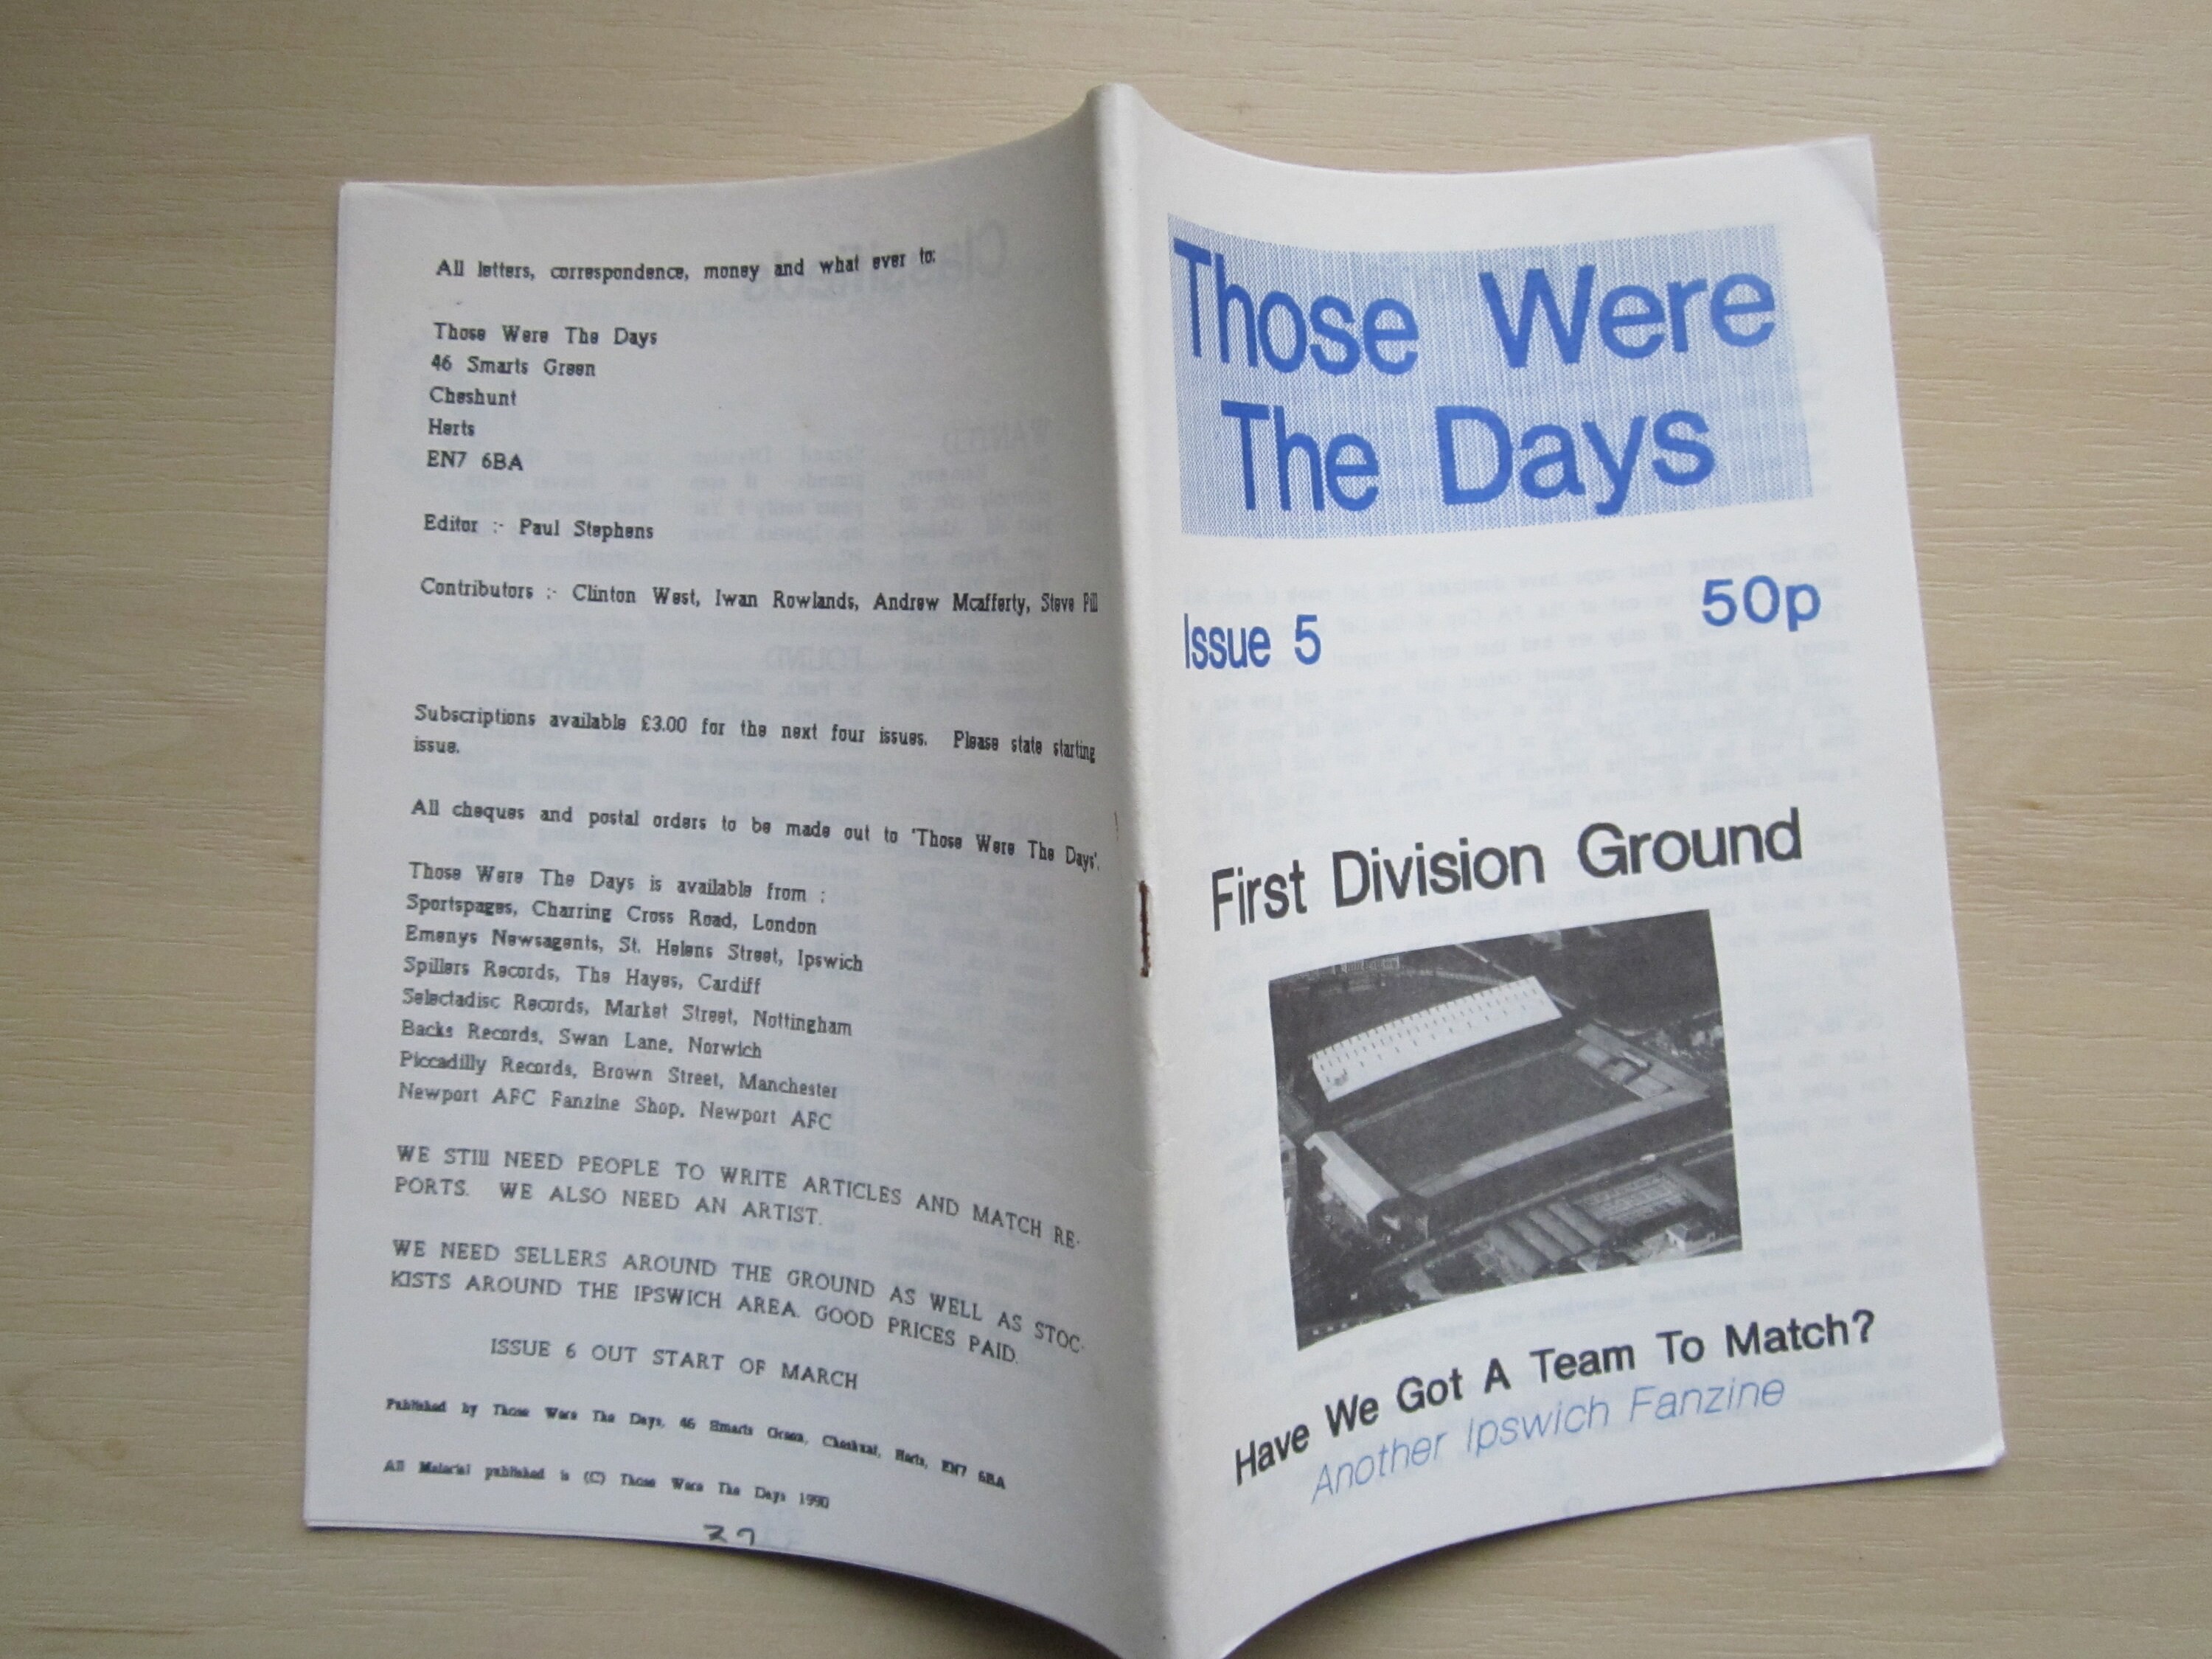 All letters, correspondence, money and what ever to:
Those Were The Days
46 Smarts Green
Cheshunt
Herts
EN7 6BA
Editor :- Paul Stephens
Contributors :- Clinton West, Iwan Rowlands, Andrew Mcafferty, Steve Pill
Subscriptions available £3.00 for the next four issues. Please state starting
issue.
All cheques and postal orders to be made out to 'Those Were The Days'.
Those Were The Days is available from :
Sportspages, Charring Cross Road, London
Emenys Newsagents, St. Helens Street, Ipswich
Spillers Records, The Hayes, Cardiff
Selectadisc Records, Market Street, Nottingham
Backs Records, Swan Lane, Norwich
Piccadilly Records, Brown Street, Manchester
Newport AFC Fanzine Shop, Newport AFC
WE STIll NEED PEOPLE TO WRITE ARTICLES AND MATCH RE-
PORTS. WE ALSO NEED AN ARTIST.
WE NEED SELLERS AROUND THE GROUND AS WELL AS STOC-
KISTS AROUND THE IPSWICH AREA. GOOD PRICES PAID.
ISSUE 6 OUT START OF MARCH
Published by Those Were The Days, 46 Smarts Green, Cheshunt, Herts, EN7 6BA
All Material published is (C) Those Were The Days 1990
Those Were
The Days
Issue 5
50p
First Division Ground
Have We Got A Team To Match?
Another Ipswich Fanzine